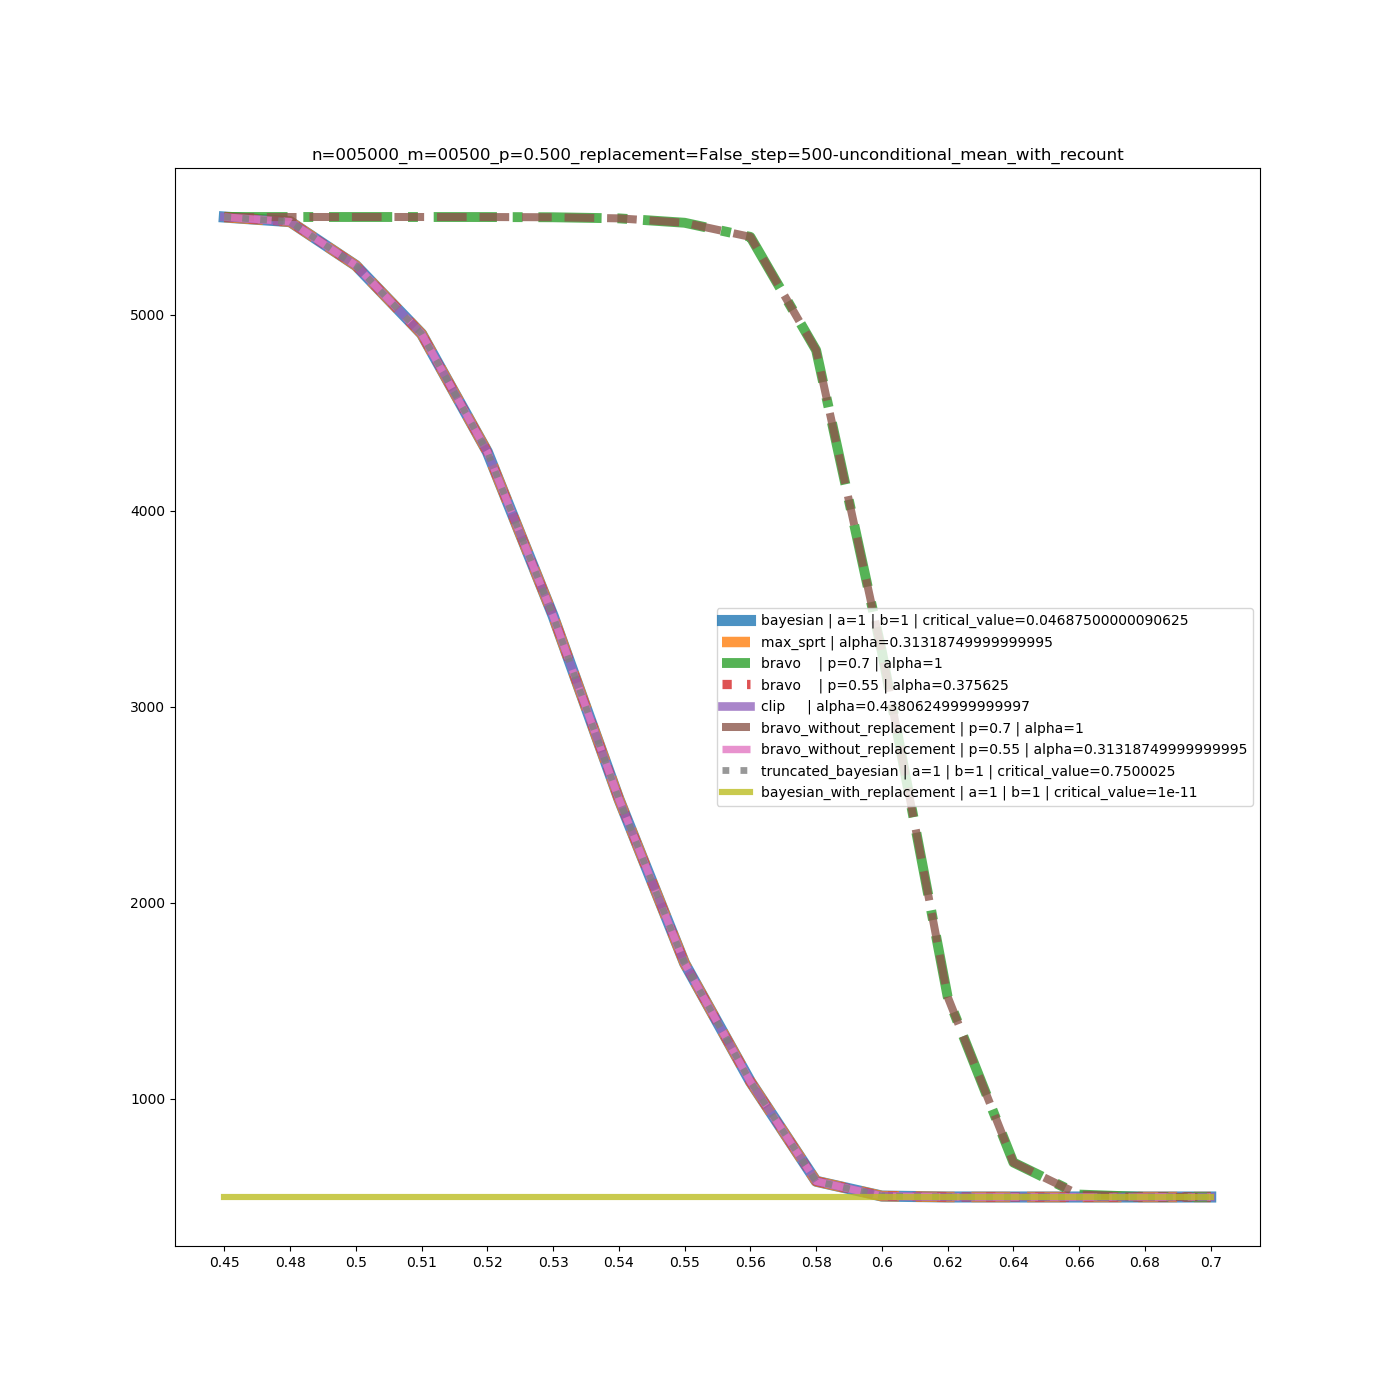 n=005000_m=00500_p=0.500_replacement=False_step=500-unconditional_mean_with_recount
5000
4000
3000
2000
1000
bayesian | a=1 | b=1 | critical_value=0.04687500000090625
max_sprt | alpha=0.31318749999999995
bravo    | p=0.7 | alpha=1
bravo    | p=0.55 | alpha=0.375625
clip     | alpha=0.43806249999999997
bravo_without_replacement | p=0.7 | alpha=1
bravo_without_replacement | p=0.55 | alpha=0.31318749999999995
truncated_bayesian | a=1 | b=1 | critical_value=0.7500025
bayesian_with_replacement | a=1 | b=1 | critical_value=1e-11
0.45 0.48 0.5 0.51 0.52 0.53 0.54 0.55 0.56 0.58 0.6 0.62 0.64 0.66 0.68 0.7